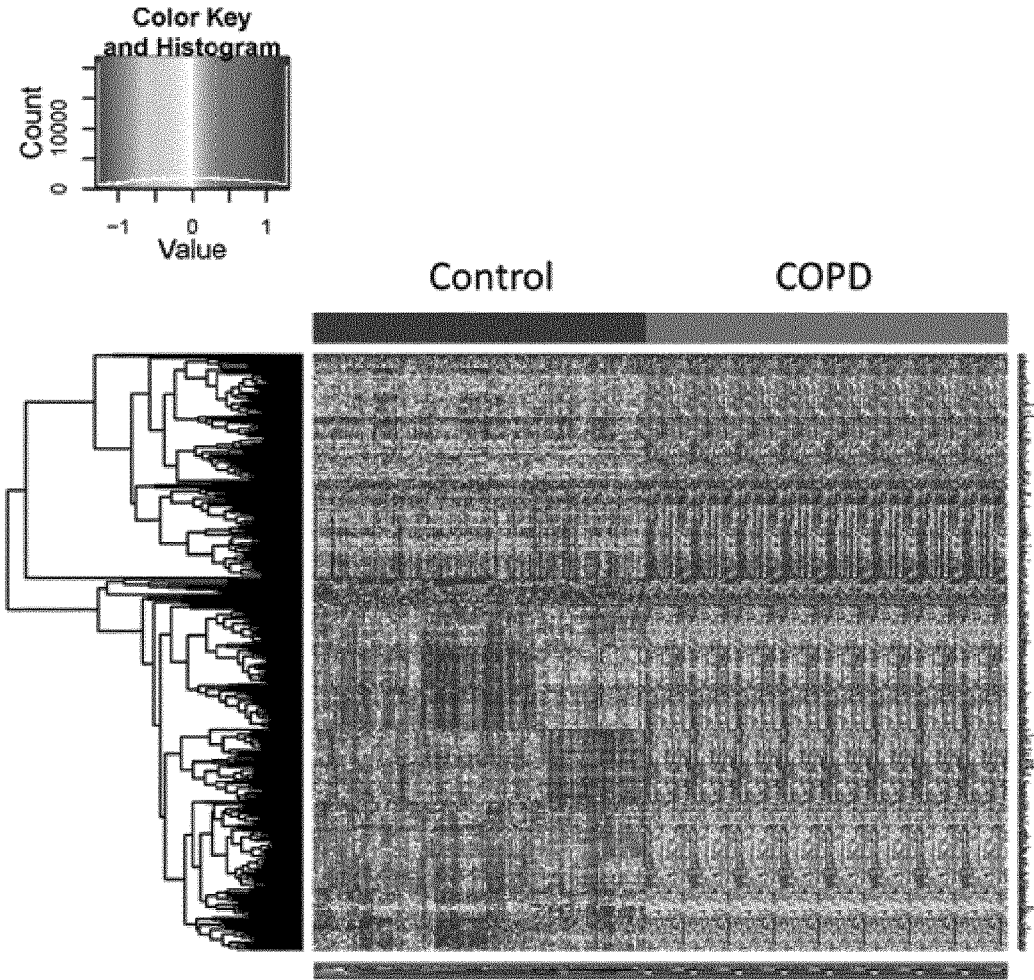 Color Key
and Histogram
Count
0 10000
−1 0 1
Value
Control COPD